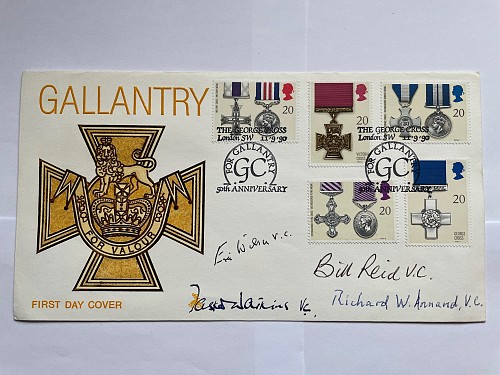 GALLANTRY
FOR VALOUR
FIRST DAY COVER
20
20
20
20
20
THE GEORGE CROSS
London SW 11·9·90
FOR GALLANTRY
GC
50th ANNIVERSARY
THE GEORGE CROSS
London SW 11·9·90
FOR GALLANTRY
GC
50th ANNIVERSARY
Eric Wilson V.C.
Bill Reid V.C.
Richard W. Annand, V.C.
VC.